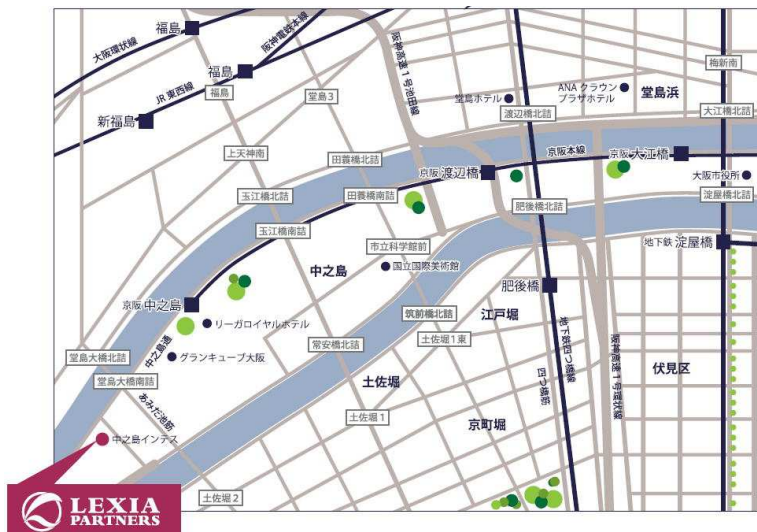 福島
大阪環状線
阪神電鉄本線
福島
JR 東西線
新福島
福島
堂島3
阪神高速1号池田線
梅新南
ANA クラウン
プラザホテル
堂島ホテル
堂島浜
渡辺橋北詰
大江橋北詰
上天神南
田蓑橋北詰
京阪本線
京阪 大江橋
京阪 渡辺橋
大阪市役所
玉江橋北詰
田蓑橋南詰
淀屋橋北詰
肥後橋北詰
玉江橋南詰
市立科学館前
地下鉄 淀屋橋
中之島
国立国際美術館
肥後橋
京阪 中之島
筑前橋北詰
江戸堀
リーガロイヤルホテル
中之島通
常安橋北詰
土佐堀1東
地下鉄四つ橋線
阪神高速1号環状線
堂島大橋北詰
グランキューブ大阪
伏見区
堂島大橋南詰
土佐堀
四つ橋筋
あみだ池筋
土佐堀1
京町堀
中之島インテス
土佐堀2
LEXIA
PARTNERS